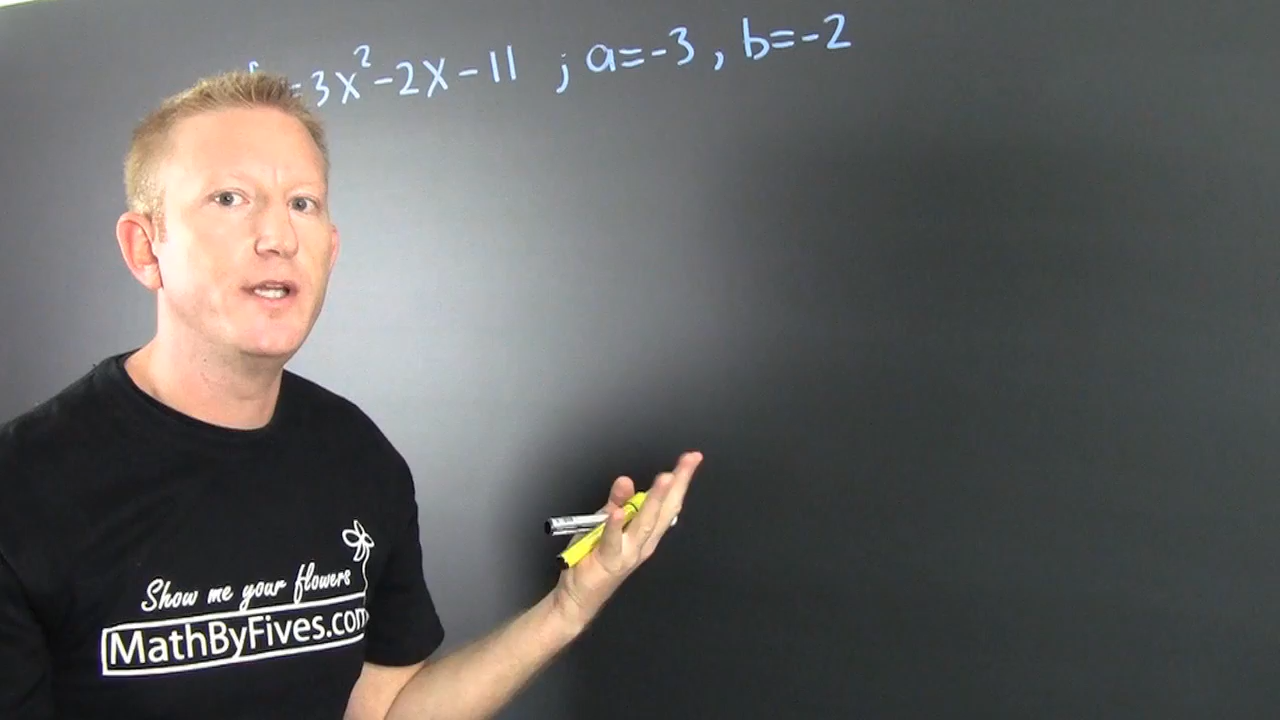 =3x²-2x-11 ; a=-3, b=-2
Show me your flowers
MathByFives.com